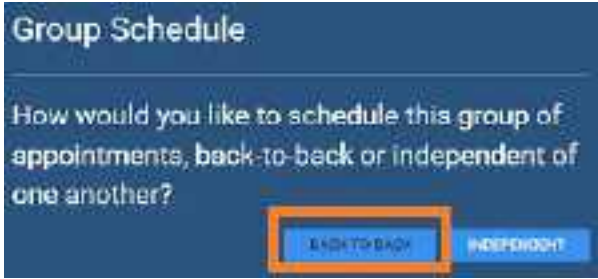 Group Schedule
How would you like to schedule this group of
appointments, back-to-back or independent of
one another?
BACK TO BACK INDEPENDENT